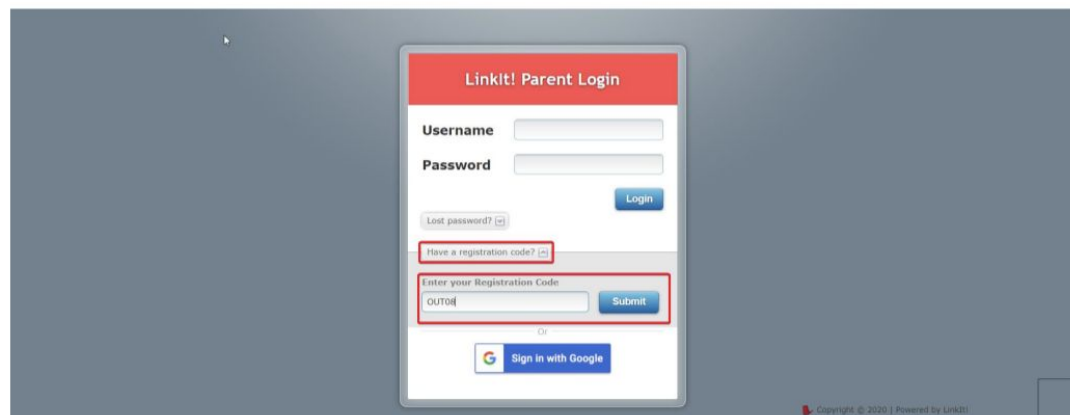 LinkIt! Parent Login
Username
Password
Login
Lost password?
Have a registration code?
Enter your Registration Code
OUT08 Submit
Or
Sign in with Google
Copyright © 2020 | Powered by LinkIt!